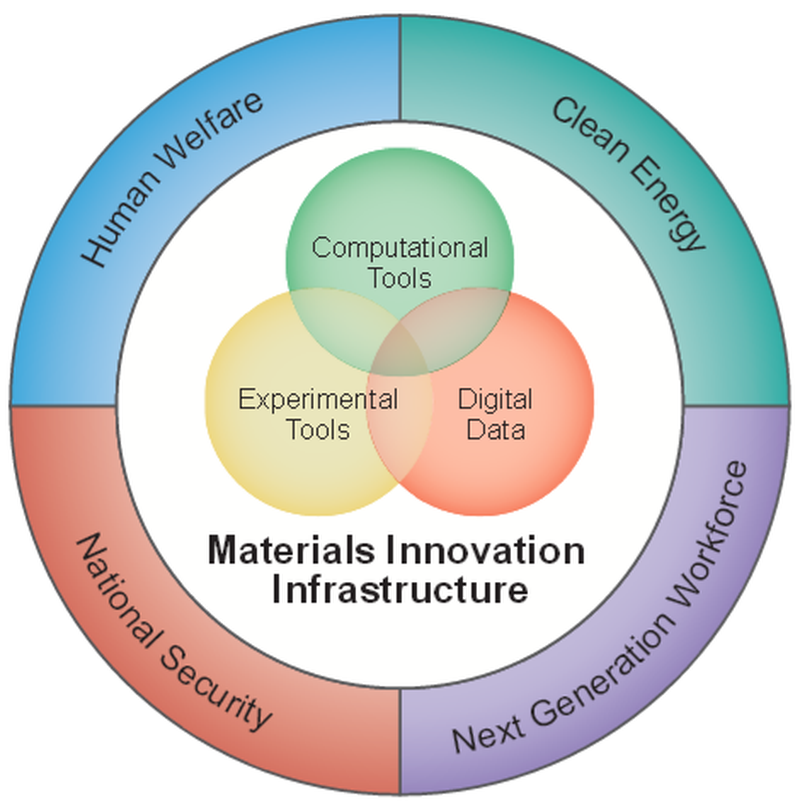 Human Welfare
Clean Energy
Computational
Tools
Experimental
Tools
Digital
Data
Materials Innovation
Infrastructure
National Security
Next Generation Workforce